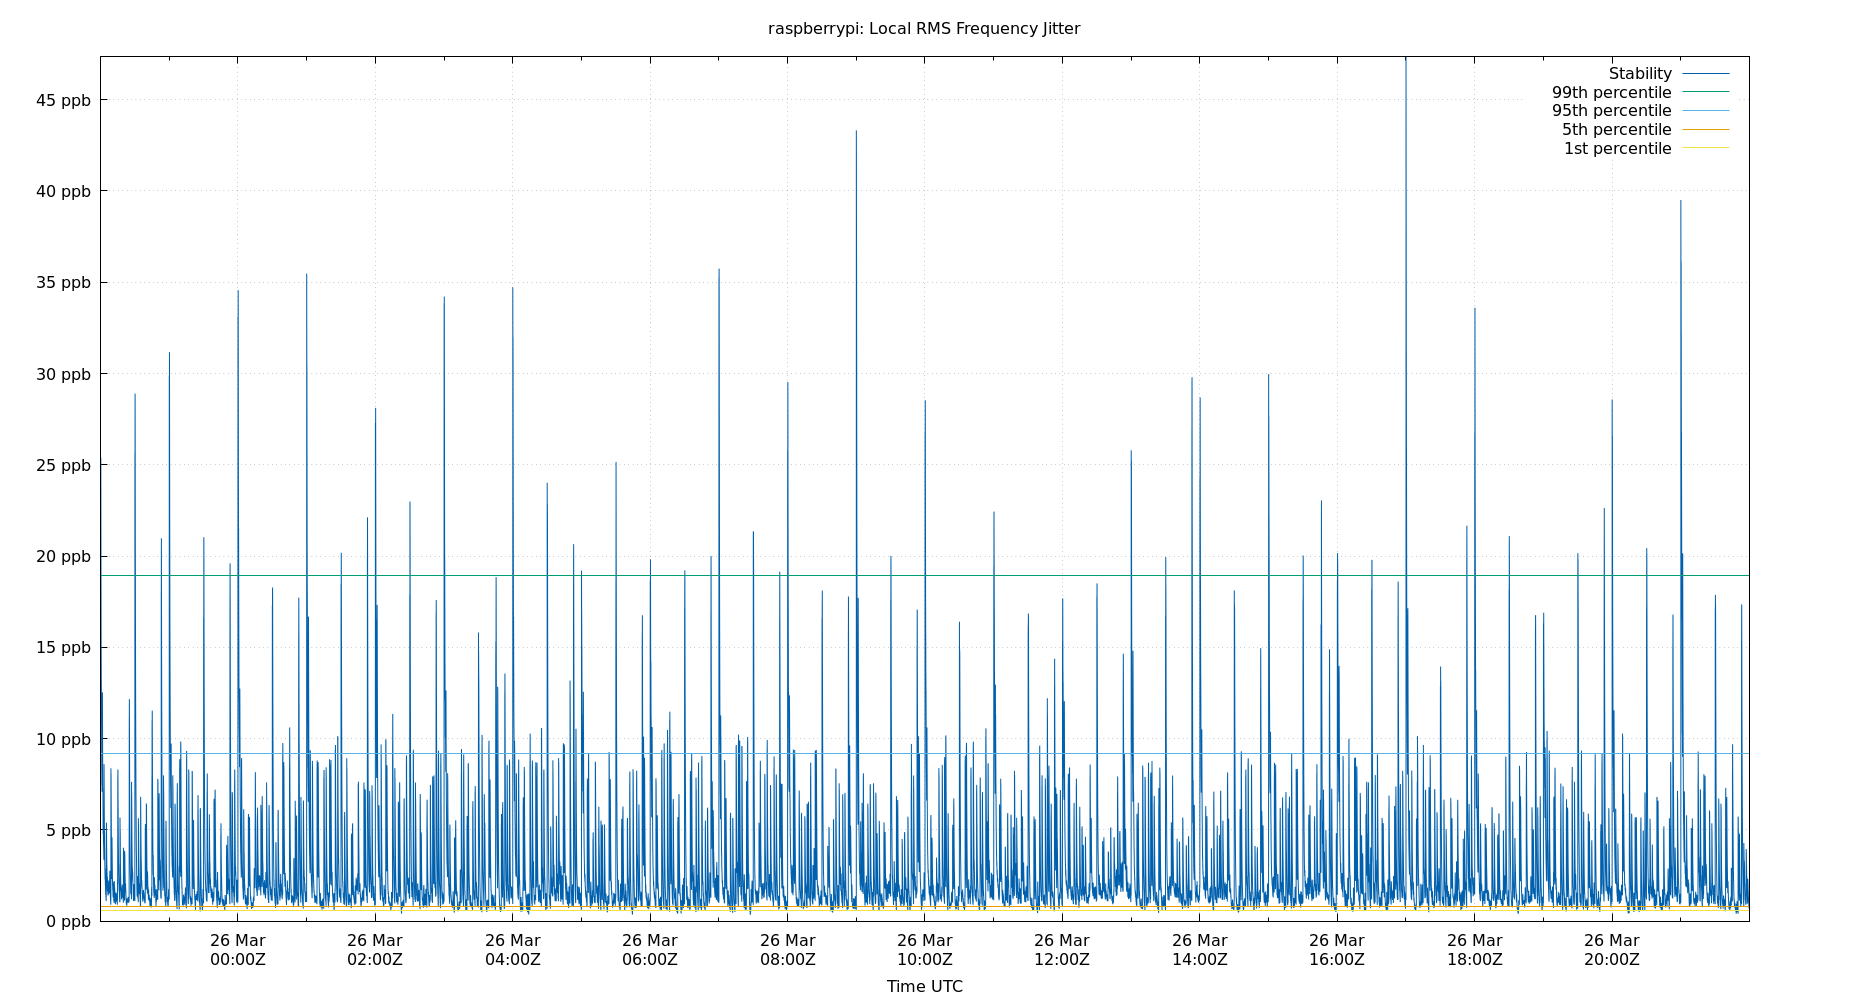 raspberrypi: Local RMS Frequency Jitter
Stability
99th percentile
95th percentile
5th percentile
1st percentile
45 ppb
40 ppb
35 ppb
30 ppb
25 ppb
20 ppb
15 ppb
10 ppb
5 ppb
0 ppb
26 Mar 26 Mar 26 Mar 26 Mar 26 Mar 26 Mar 26 Mar 26 Mar 26 Mar 26 Mar 26 Mar
00:00Z 02:00Z 04:00Z 06:00Z 08:00Z 10:00Z 12:00Z 14:00Z 16:00Z 18:00Z 20:00Z
Time UTC